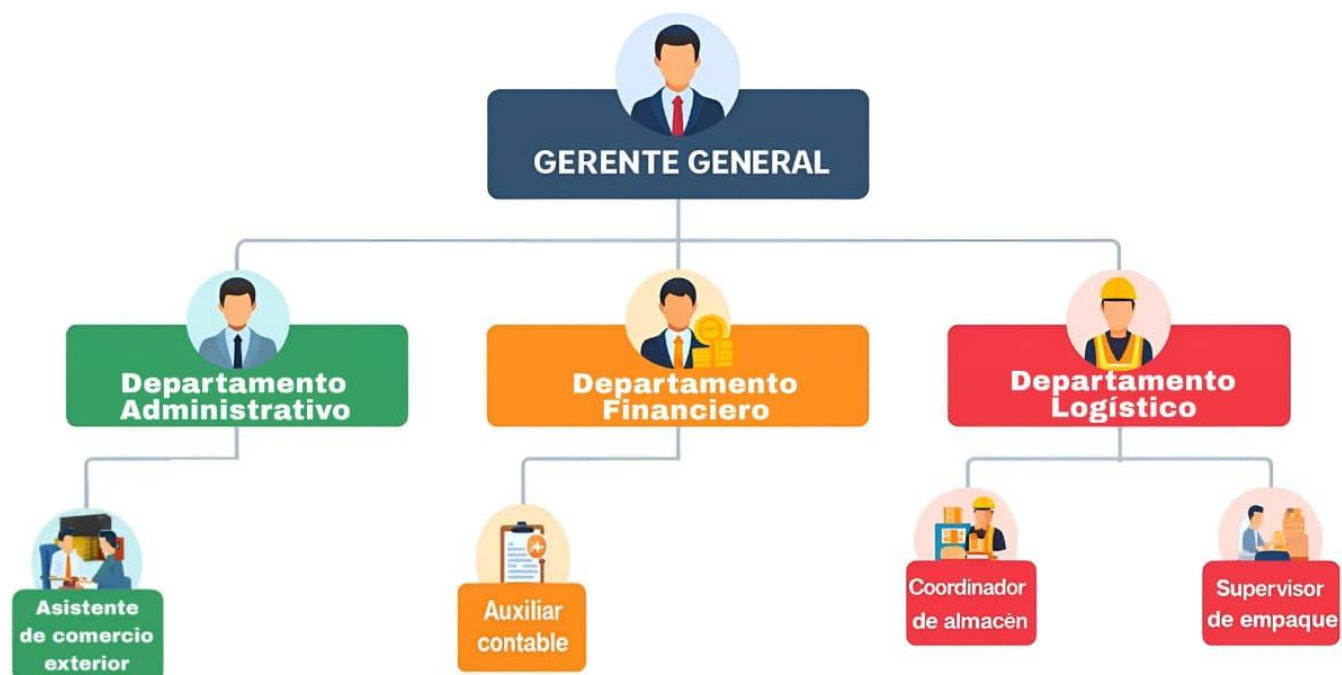 GERENTE GENERAL
Departamento
Administrativo
Departamento
Financiero
Departamento
Logístico
Asistente
de comercio
exterior
Auxiliar
contable
Coordinador
de almacèn
Supervisor
de empaque